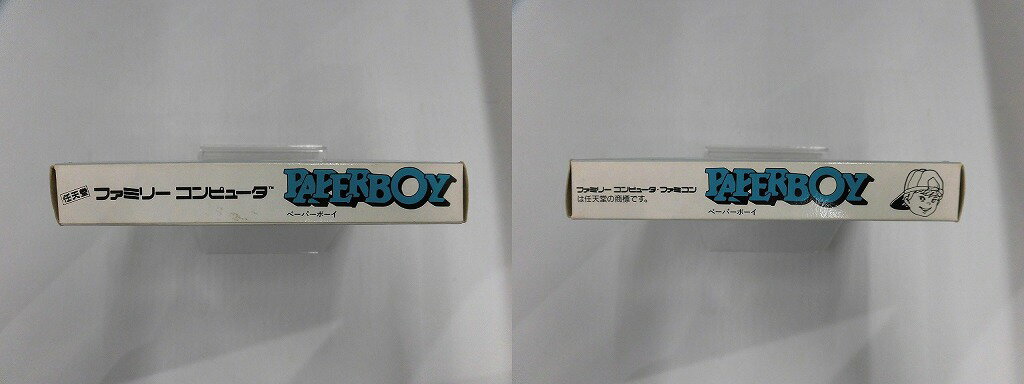 任天堂 ファミリー コンピュータ™ PAPERBOY
ペーパーボーイ
ファミリー コンピュータ・ファミコン
は任天堂の商標です。
PAPERBOY
ペーパーボーイ